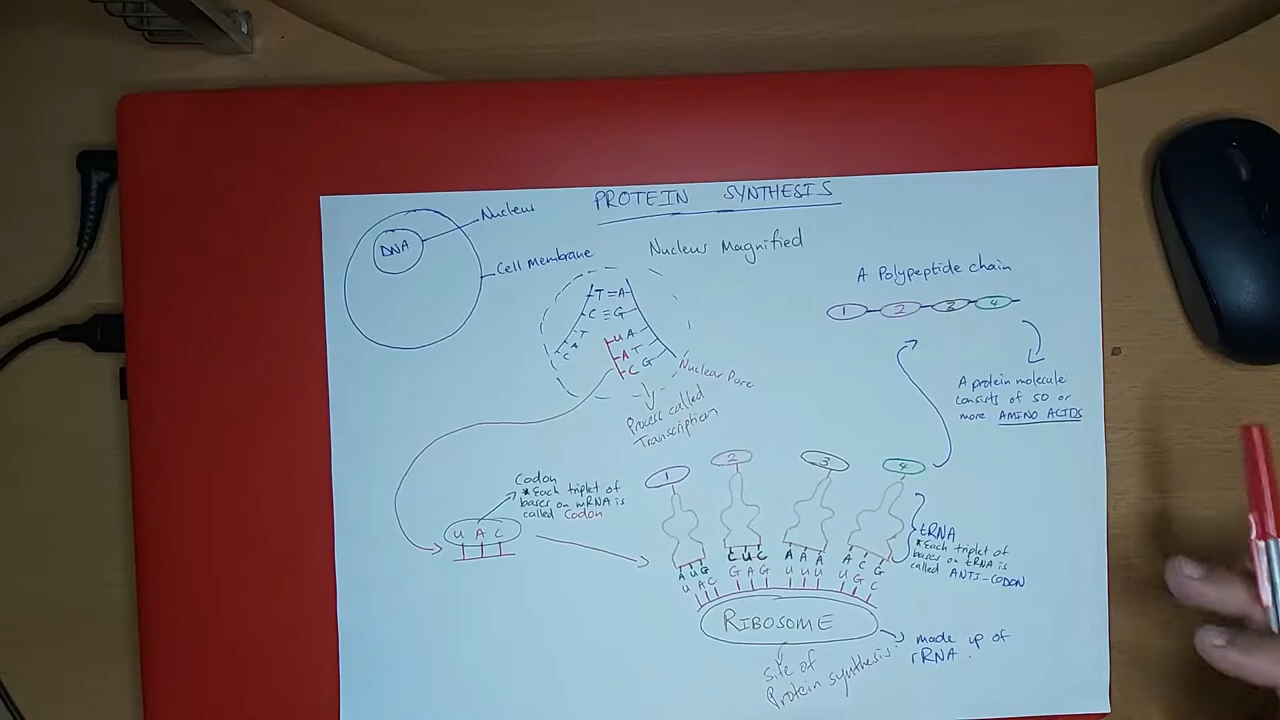 PROTEIN SYNTHESIS
Nucleus
DNA
Cell membrane
Nucleus Magnified
T=A
C≡G
T
A
C
U A
A T
C G
Nuclear Pore
Process called
Transcription
A Polypeptide chain
1 2 3 4
A protein molecule
consists of 50 or
more AMINO ACIDS
Codon
*Each triplet of
bases on mRNA is
called Codon
U A C
1 2 3 4
tRNA
*Each triplet of
bases on tRNA is
called ANTI-CODON
A U G C U C A A A A C G
U A C G A G U U U U G C
RIBOSOME
made up of
rRNA.
site of
Protein synthesis.